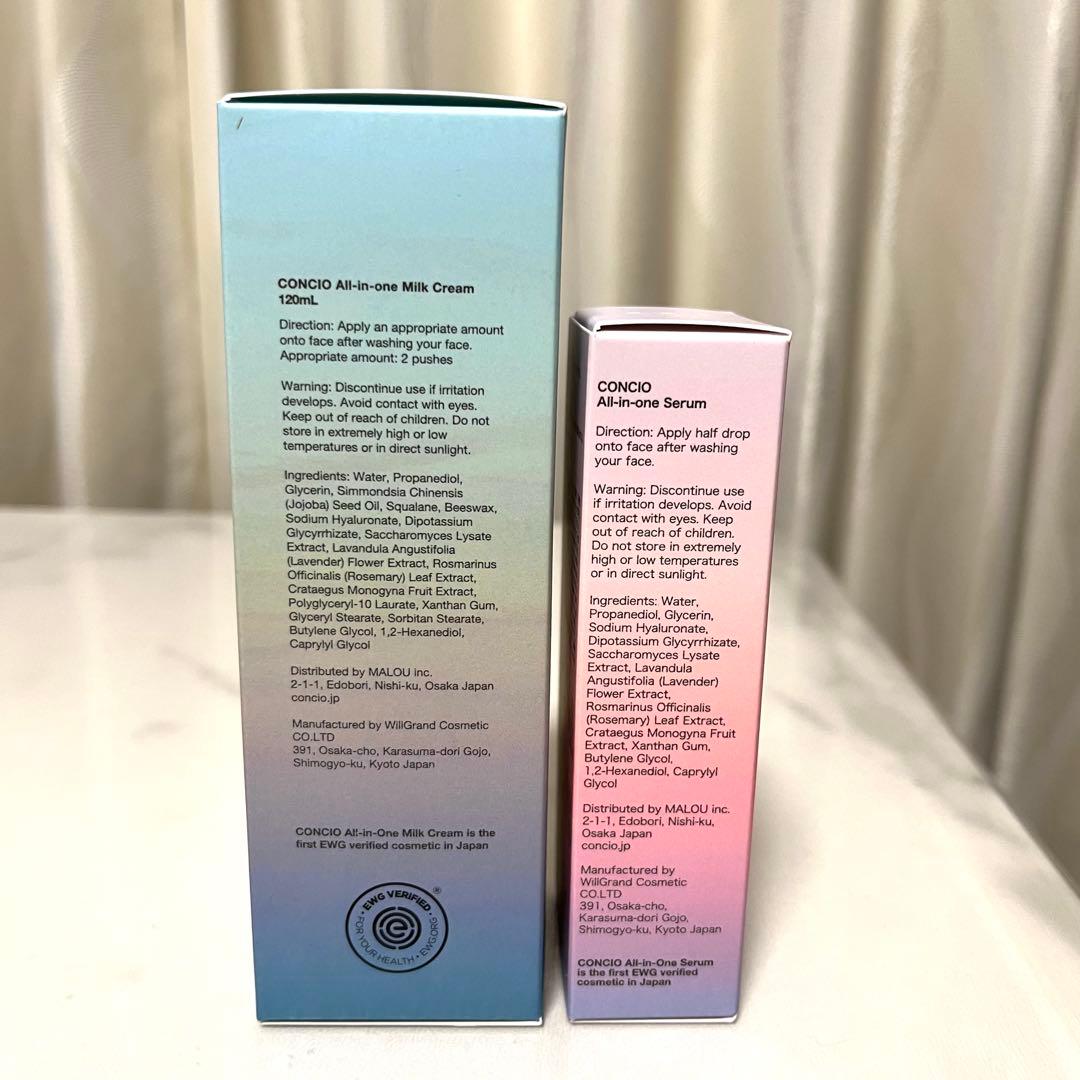 CONCIO All-in-one Milk Cream
120mL
Direction: Apply an appropriate amount
onto face after washing your face.
Appropriate amount: 2 pushes
Warning: Discontinue use if irritation
develops. Avoid contact with eyes.
Keep out of reach of children. Do not
store in extremely high or low
temperatures or in direct sunlight.
Ingredients: Water, Propanediol,
Glycerin, Simmondsia Chinensis
(Jojoba) Seed Oil, Squalane, Beeswax,
Sodium Hyaluronate, Dipotassium
Glycyrrhizate, Saccharomyces Lysate
Extract, Lavandula Angustifolia
(Lavender) Flower Extract, Rosmarinus
Officinalis (Rosemary) Leaf Extract,
Crataegus Monogyna Fruit Extract,
Polyglyceryl-10 Laurate, Xanthan Gum,
Glyceryl Stearate, Sorbitan Stearate,
Butylene Glycol, 1,2-Hexanediol,
Caprylyl Glycol
Distributed by MALOU inc.
2-1-1, Edobori, Nishi-ku, Osaka Japan
concio.jp
Manufactured by WillGrand Cosmetic
CO.LTD
391, Osaka-cho, Karasuma-dori Gojo,
Shimogyo-ku, Kyoto Japan
CONCIO All-in-One Milk Cream is the
first EWG verified cosmetic in Japan
EWG VERIFIED ®
· FOR YOUR HEALTH · EWG.ORG ·
e
CONCIO
All-in-one Serum
Direction: Apply half drop
onto face after washing
your face.
Warning: Discontinue use
if irritation develops. Avoid
contact with eyes. Keep
out of reach of children.
Do not store in extremely
high or low temperatures
or in direct sunlight.
Ingredients: Water,
Propanediol, Glycerin,
Sodium Hyaluronate,
Dipotassium Glycyrrhizate,
Saccharomyces Lysate
Extract, Lavandula
Angustifolia (Lavender)
Flower Extract,
Rosmarinus Officinalis
(Rosemary) Leaf Extract,
Crataegus Monogyna Fruit
Extract, Xanthan Gum,
Butylene Glycol,
1,2-Hexanediol, Caprylyl
Glycol
Distributed by MALOU inc.
2-1-1, Edobori, Nishi-ku,
Osaka Japan
concio.jp
Manufactured by
WillGrand Cosmetic
CO.LTD
391, Osaka-cho,
Karasuma-dori Gojo,
Shimogyo-ku, Kyoto Japan
CONCIO All-in-One Serum
is the first EWG verified
cosmetic in Japan